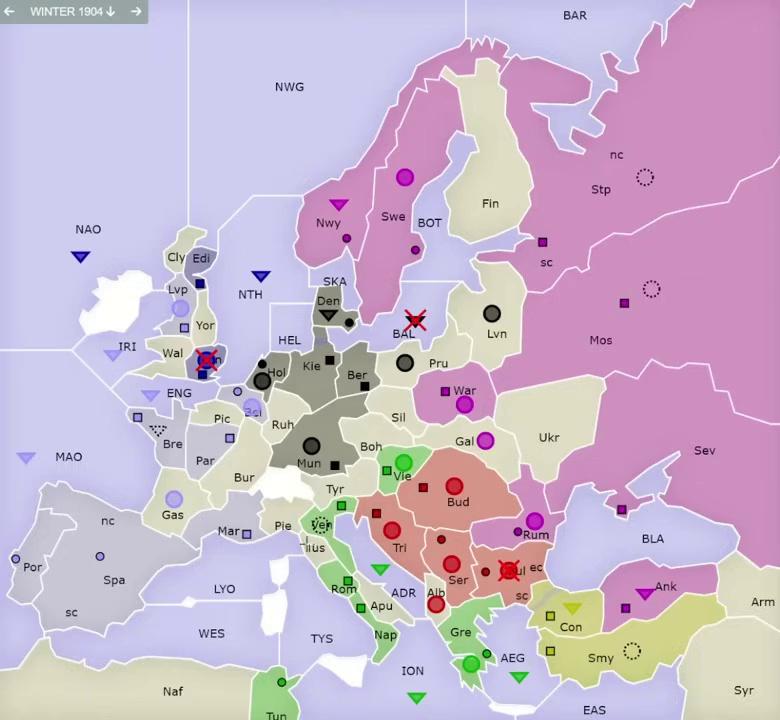 ← WINTER 1904 ↓ →
BAR
NWG
nc
Stp
NAO
Nwy
Swe
Fin
BOT
Cly Edi
sc
SKA
Den
NTH
Lvp
Yor
BAL
Lvn
Mos
IRI
Wal
HEL
Hol
Kie
Ber
Pru
ENG
War
Pic
Ruh
Sil
Bre
Gal
Ukr
Mun
Boh
Par
MAO
Vie
Sev
Bur
Tyr
Bud
Gas
nc
Mar
Pie
Ven
Rum
Tri
BLA
Por
Spa
Ser
ec
Ank
LYO
Rom
ADR
Alb
sc
Arm
sc
Apu
Con
WES
Nap
Gre
TYS
AEG
Smy
ION
Naf
Syr
Tun
EAS